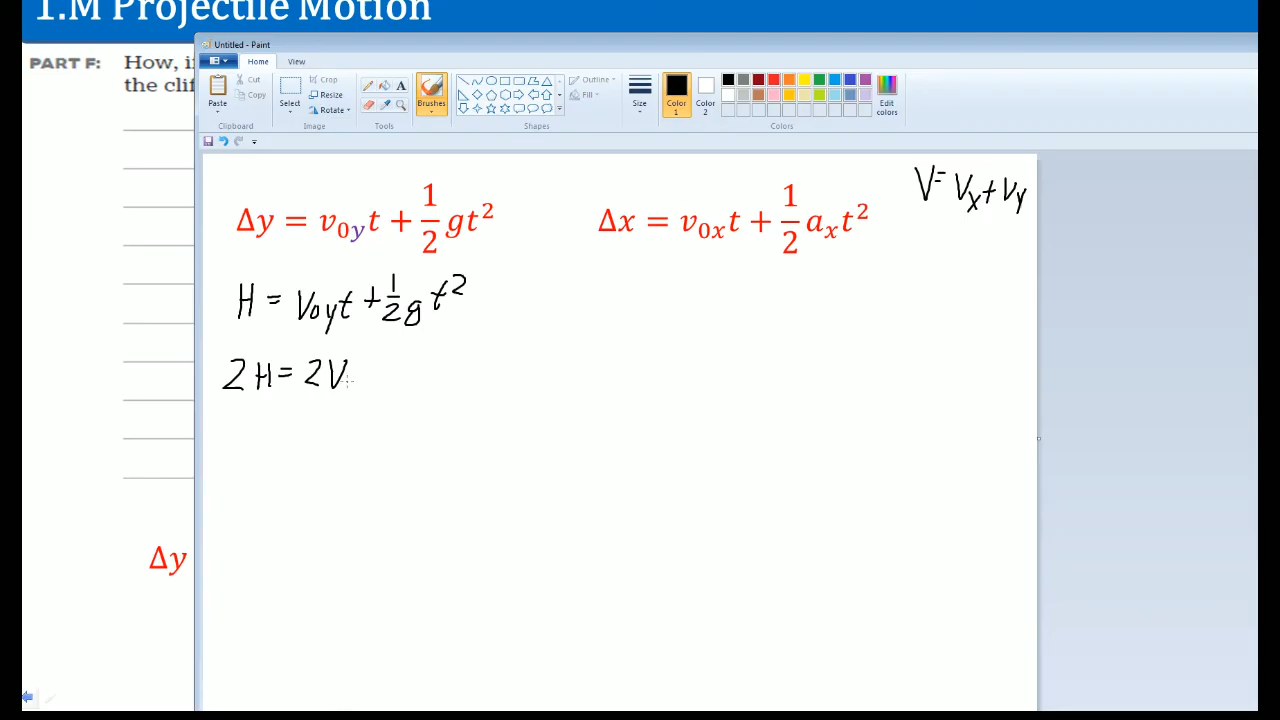 1.M Projectile Motion
PART F: How, i
the clif
Untitled - Paint
Home View
Paste Cut Copy Clipboard
Select Crop Resize Rotate Image
Tools
Brushes
Outline Fill Shapes
Size
Color 1 Color 2 Edit colors Colors
V = Vx + Vy
Δy = v₀yt + 1/2 gt² Δx = v₀ₓt + 1/2 aₓt²
H = V₀yt + 1/2 g t²
2H = 2V
Δy